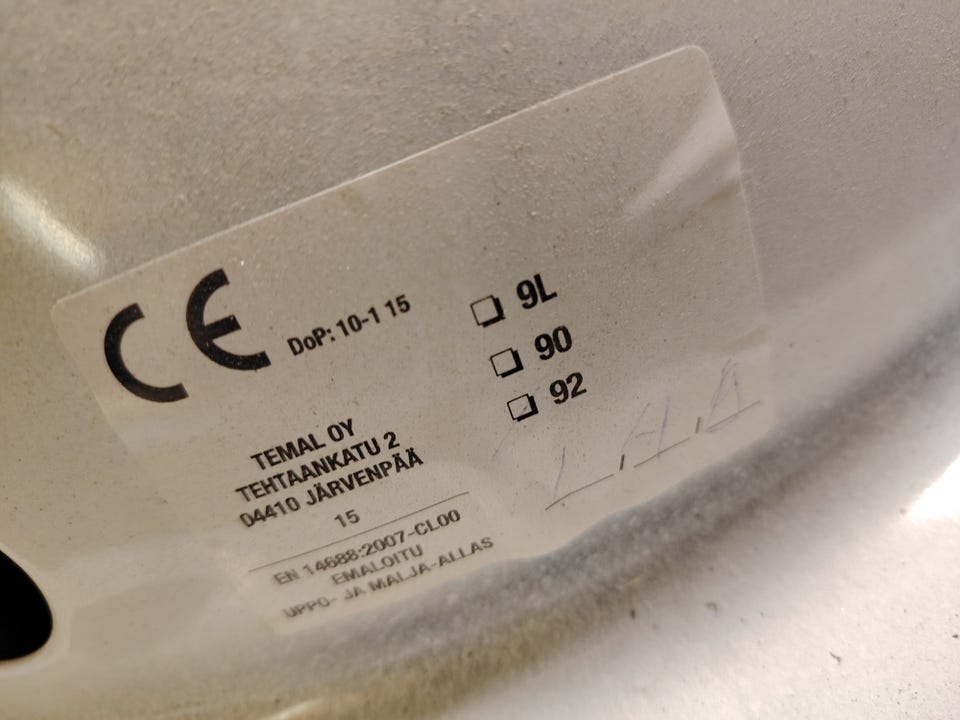 CE DoP: 10-1 15
9L
90
92
TEMAL OY
TEHTAANKATU 2
04410 JÄRVENPÄÄ
15
EN 14688:2007-CL00
EMALOITU
UPPO- JA MALJA-ALLAS